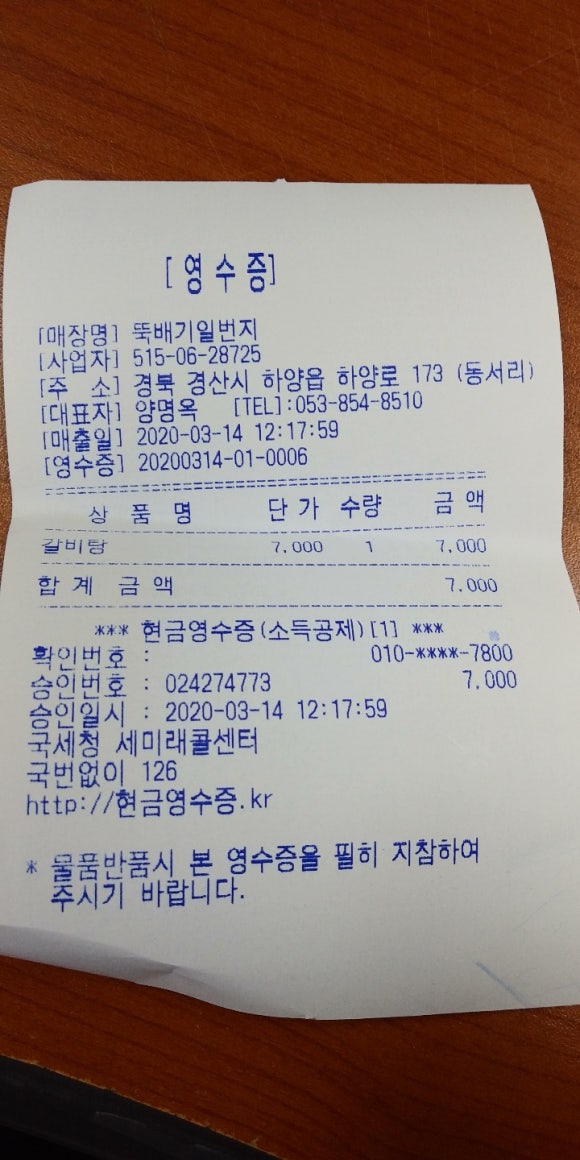 [영수증]
[매장명] 뚝배기일번지
[사업자] 515-06-28725
[주 소] 경북 경산시 하양읍 하양로 173 (동서리)
[대표자] 양명옥 [TEL]:053-854-8510
[매출일] 2020-03-14 12:17:59
[영수증] 20200314-01-0006
상 품 명 단 가 수량 금 액
갈비탕 7.000 1 7.000
합 계 금 액 7.000
*** 현금영수증(소득공제)[1] ***
확인번호 : 010-****-7800
승인번호 : 024274773 7.000
승인일시 : 2020-03-14 12:17:59
국세청 세미래콜센터
국번없이 126
http://현금영수증.kr
* 물품반품시 본 영수증을 필히 지참하여
주시기 바랍니다.